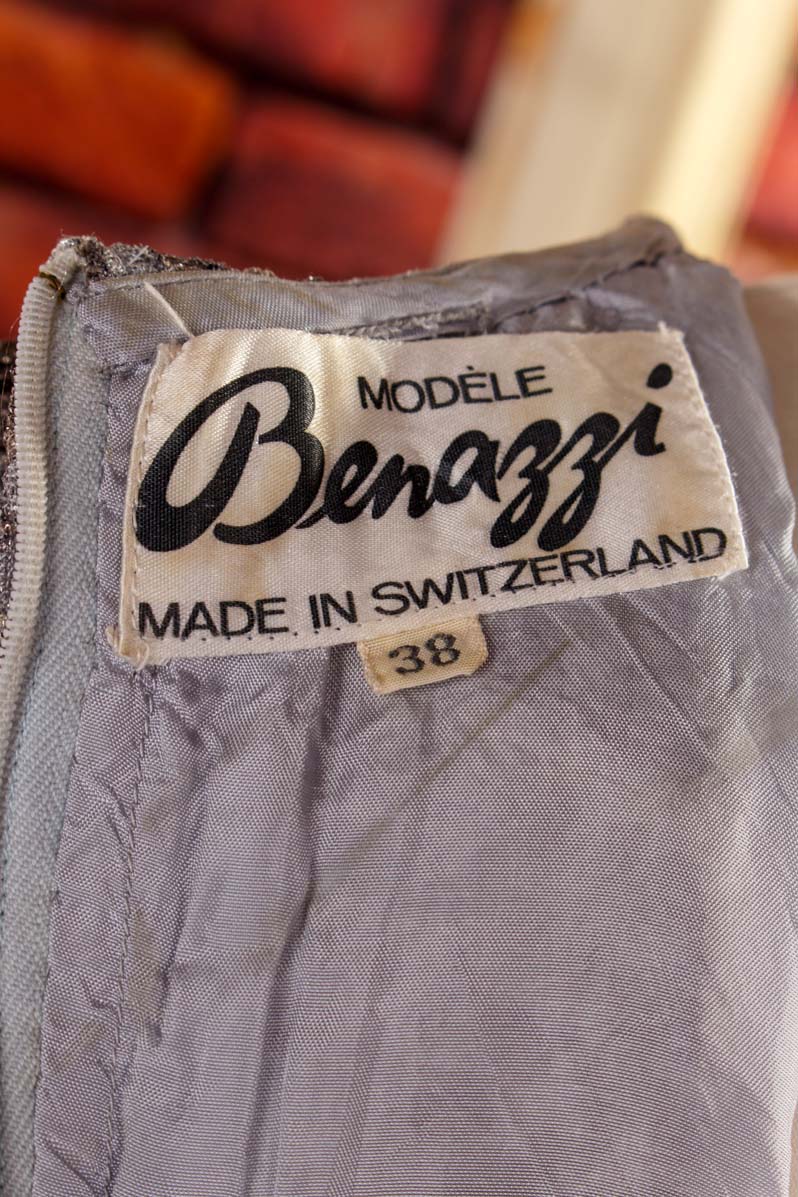 MODÈLE
Benazzi
MADE IN SWITZERLAND
38